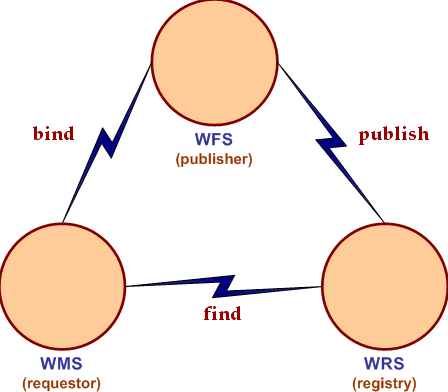 bind
publish
WFS
(publisher)
find
WMS
(requestor)
WRS
(registry)